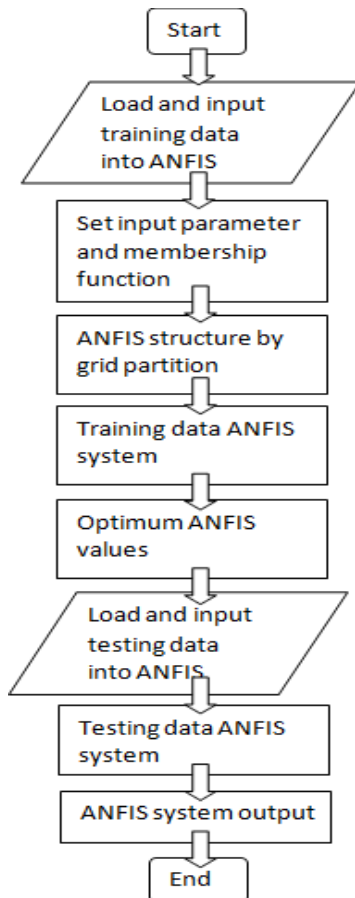 Start
Load and input
training data
into ANFIS
Set input parameter
and membership
function
ANFIS structure by
grid partition
Training data ANFIS
system
Optimum ANFIS
values
Load and input
testing data
into ANFIS
Testing data ANFIS
system
ANFIS system output
End